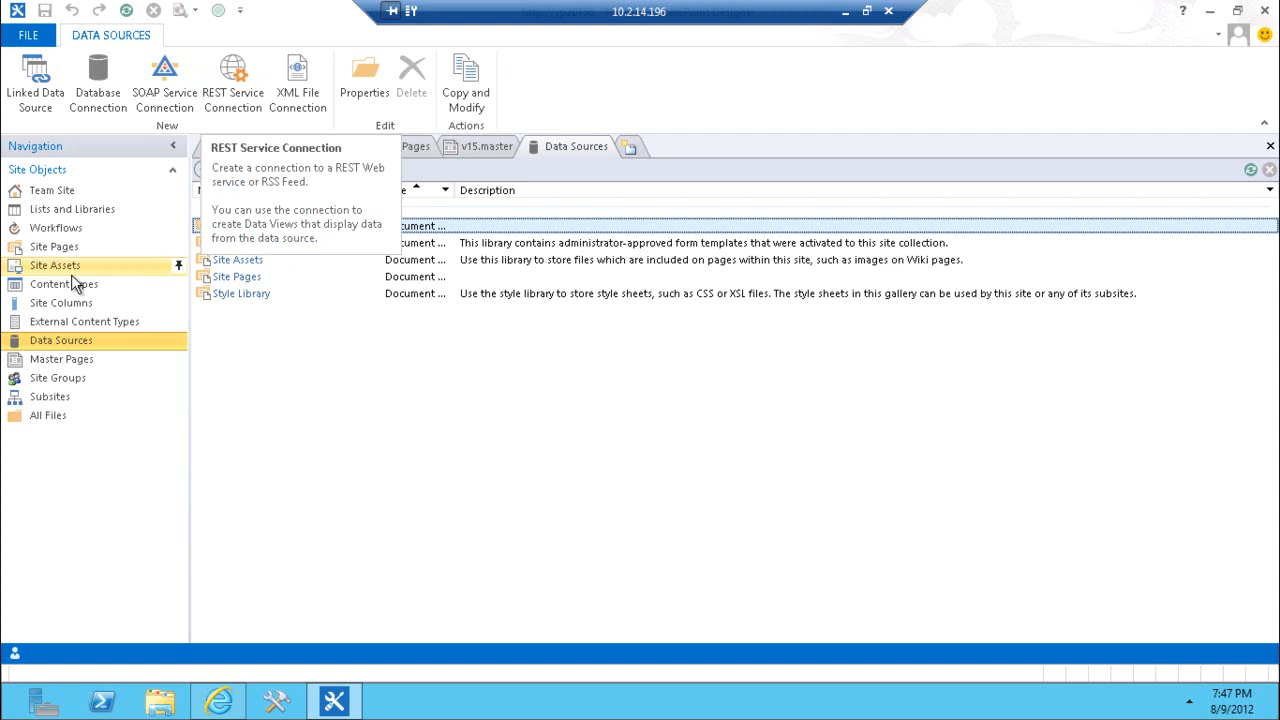 10.2.14.196
FILE
DATA SOURCES
Linked Data Source
Database Connection
SOAP Service Connection
REST Service Connection
XML File Connection
Properties
Delete
Copy and Modify
New
Edit
Actions
Navigation
Pages
v15.master
Data Sources
Site Objects
REST Service Connection
Create a connection to a REST Web
service or RSS Feed.
You can use the connection to
create Data Views that display data
from the data source.
Description
Team Site
Lists and Libraries
Workflows
Site Pages
Site Assets
Content Types
Site Columns
External Content Types
Data Sources
Master Pages
Site Groups
Subsites
All Files
cument ...
cument ... This library contains administrator-approved form templates that were activated to this site collection.
Site Assets Document ... Use this library to store files which are included on pages within this site, such as images on Wiki pages.
Site Pages Document ...
Style Library Document ... Use the style library to store style sheets, such as CSS or XSL files. The style sheets in this gallery can be used by this site or any of its subsites.
7:47 PM
8/9/2012